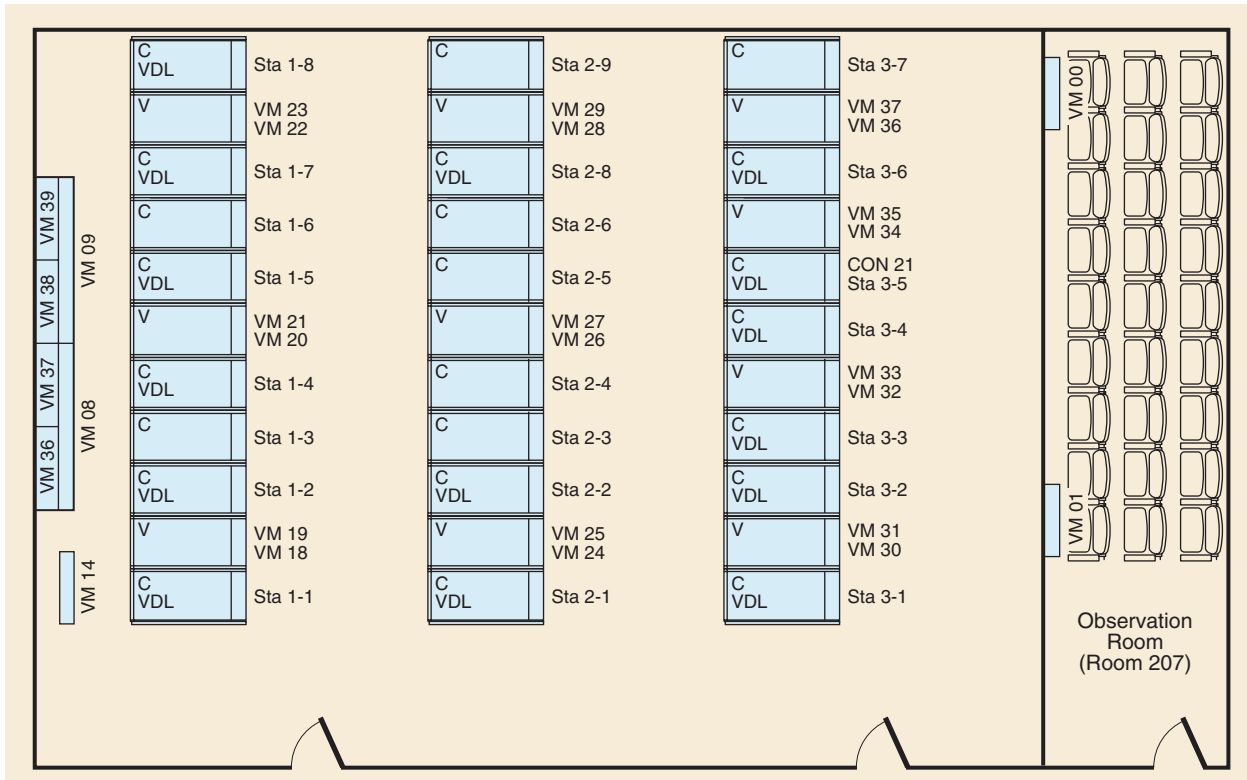 C
VDL
Sta 1-8
V
VM 23
VM 22
C
VDL
Sta 1-7
C
Sta 1-6
C
VDL
Sta 1-5
V
VM 21
VM 20
C
VDL
Sta 1-4
C
Sta 1-3
C
VDL
Sta 1-2
V
VM 19
VM 18
C
VDL
Sta 1-1
C
Sta 2-9
V
VM 29
VM 28
C
VDL
Sta 2-8
C
Sta 2-6
C
Sta 2-5
V
VM 27
VM 26
C
Sta 2-4
C
Sta 2-3
C
VDL
Sta 2-2
V
VM 25
VM 24
C
VDL
Sta 2-1
C
Sta 3-7
V
VM 37
VM 36
C
VDL
Sta 3-6
V
VM 35
VM 34
C
VDL
CON 21
Sta 3-5
C
VDL
Sta 3-4
V
VM 33
VM 32
C
VDL
Sta 3-3
C
VDL
Sta 3-2
V
VM 31
VM 30
C
VDL
Sta 3-1
VM 39
VM 38
VM 37
VM 36
VM 09
VM 08
VM 14
VM 00
VM 01
Observation
Room
(Room 207)